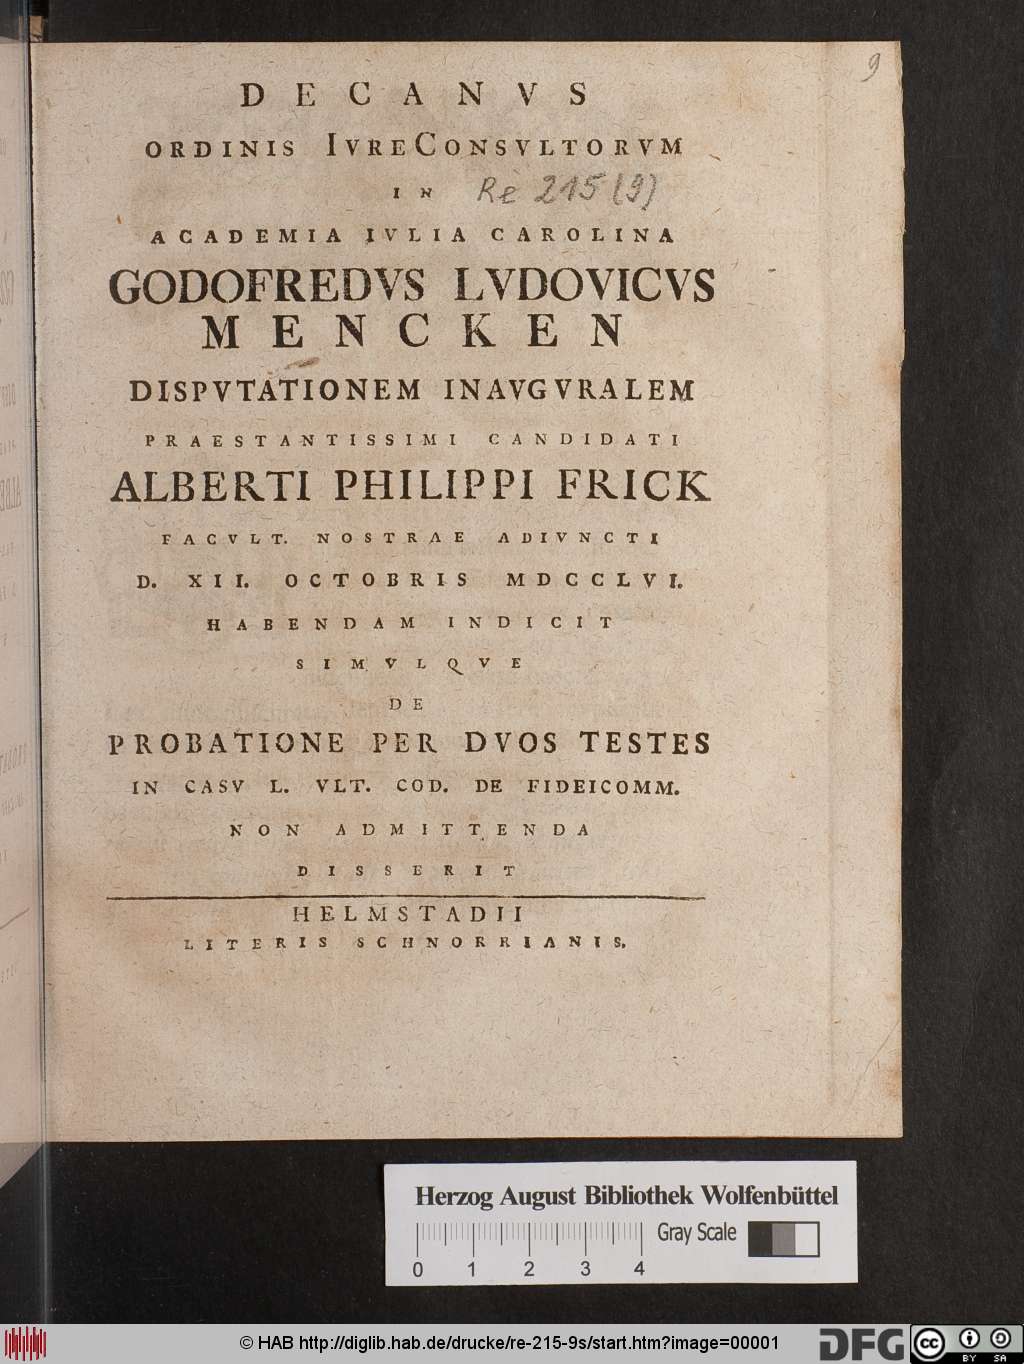 9
DECANVS
ORDINIS IVRECONSVLTORVM
IN Re 215 (9)
ACADEMIA IVLIA CAROLINA
GODOFREDVS LVDOVICVS
MENCKEN
DISPVTATIONEM INAVGVRALEM
PRAESTANTISSIMI CANDIDATI
ALBERTI PHILIPPI FRICK
FACVLT. NOSTRAE ADIVNCTI
D. XII. OCTOBRIS MDCCLVI.
HABENDAM INDICIT
SIMVLQVE
DE
PROBATIONE PER DVOS TESTES
IN CASV L. VLT. COD. DE FIDEICOMM.
NON ADMITTENDA
DISSERIT
HELMSTADII
LITERIS SCHNORRIANIS.
Herzog August Bibliothek Wolfenbüttel
Gray Scale
0 1 2 3 4
© HAB http://diglib.hab.de/drucke/re-215-9s/start.htm?image=00001
DFG
cc BY SA